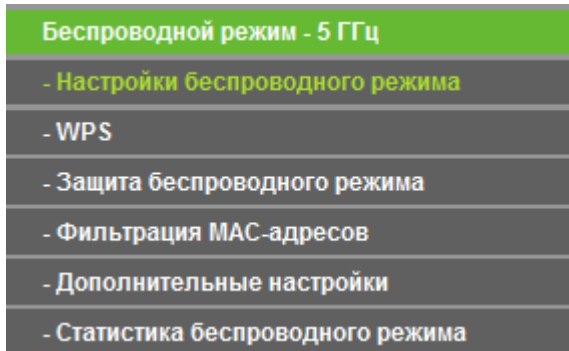 Беспроводной режим - 5 ГГц
- Настройки беспроводного режима
- WPS
- Защита беспроводного режима
- Фильтрация MAC-адресов
- Дополнительные настройки
- Статистика беспроводного режима